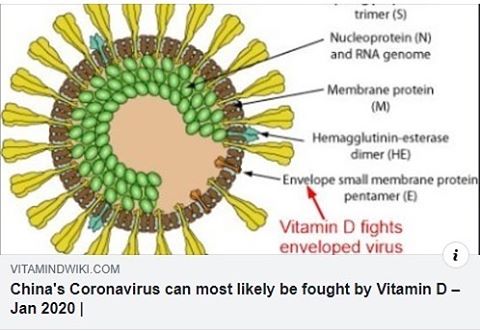 trimer (S)
Nucleoprotein (N)
and RNA genome
Membrane protein
(M)
Hemagglutinin-esterase
dimer (HE)
Envelope small membrane protein
pentamer (E)
Vitamin D fights
enveloped virus
i
VITAMINDWIKI.COM
China's Coronavirus can most likely be fought by Vitamin D –
Jan 2020 |